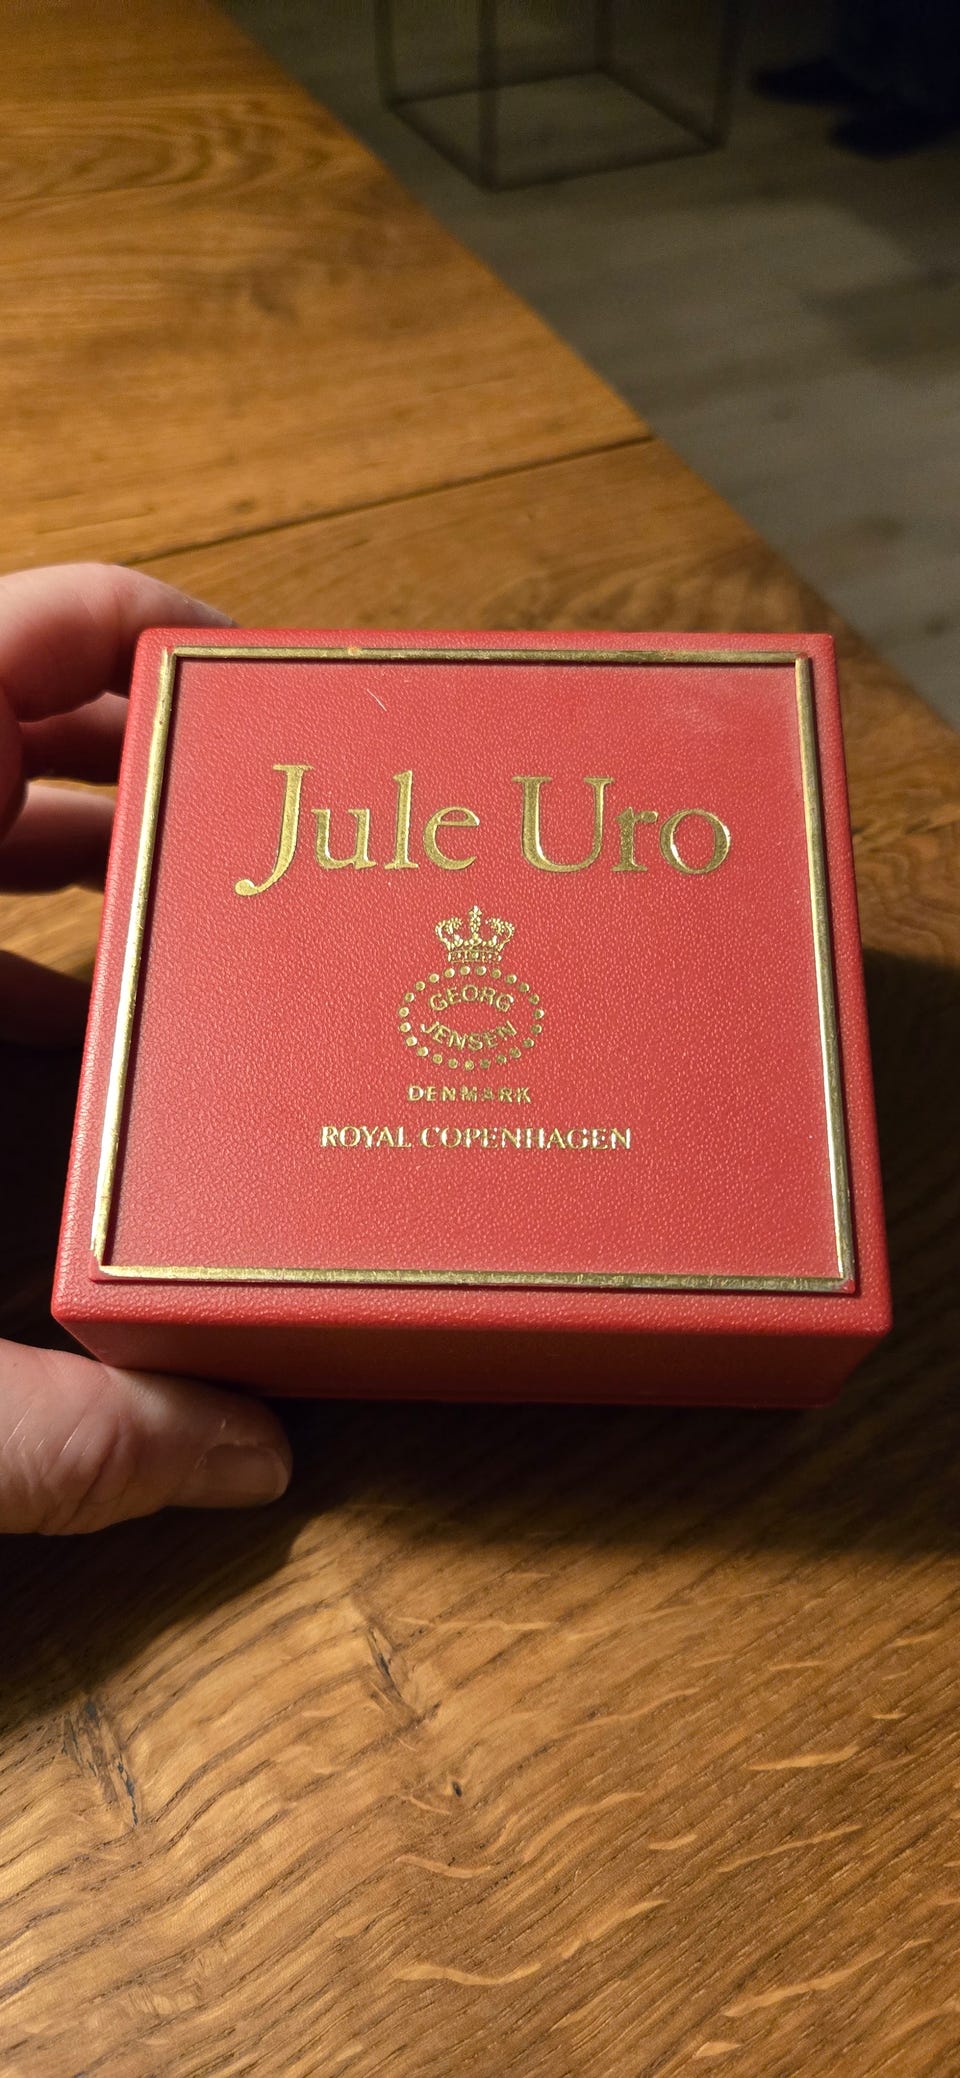 Jule Uro
GEORG
JENSEN
DENMARK
ROYAL COPENHAGEN